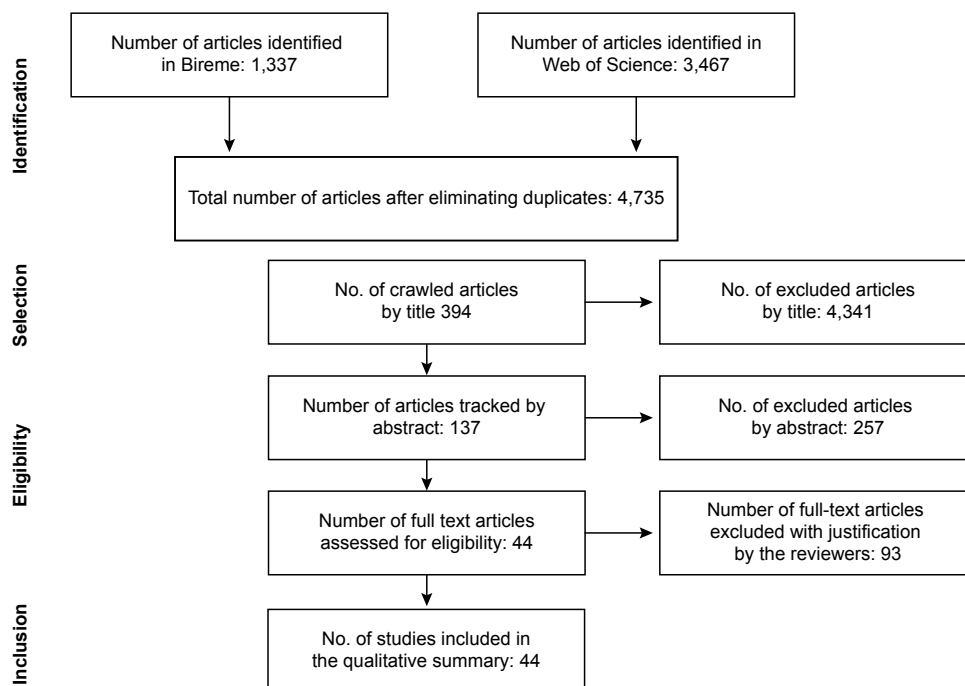 Identification
Number of articles identified
in Bireme: 1,337
Number of articles identified in
Web of Science: 3,467
Total number of articles after eliminating duplicates: 4,735
Selection
No. of crawled articles
by title 394
No. of excluded articles
by title: 4,341
Eligibility
Number of articles tracked by
abstract: 137
No. of excluded articles
by abstract: 257
Number of full text articles
assessed for eligibility: 44
Number of full-text articles
excluded with justification
by the reviewers: 93
Inclusion
No. of studies included in
the qualitative summary: 44